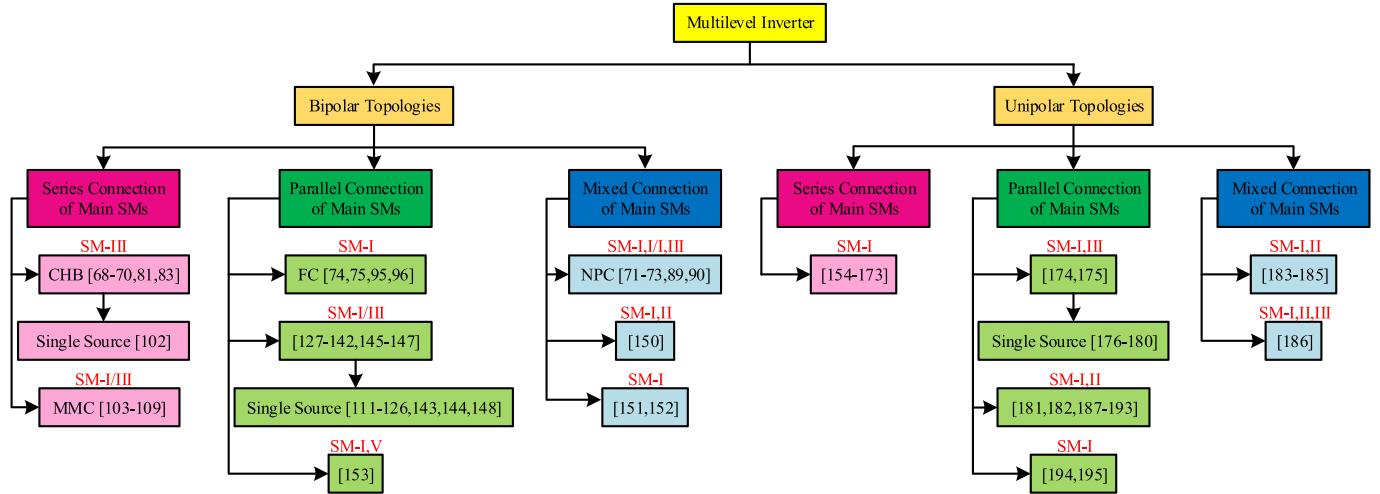 Multilevel Inverter
Bipolar Topologies
Unipolar Topologies
Series Connection
of Main SMs
Parallel Connection
of Main SMs
Mixed Connection
of Main SMs
Series Connection
of Main SMs
Parallel Connection
of Main SMs
Mixed Connection
of Main SMs
SM-III
CHB [68-70,81,83]
Single Source [102]
SM-I/III
MMC [103-109]
SM-I
FC [74,75,95,96]
SM-I/III
[127-142,145-147]
Single Source [111-126,143,144,148]
SM-I,V
[153]
SM-I,I/I,III
NPC [71-73,89,90]
SM-I,II
[150]
SM-I
[151,152]
SM-I
[154-173]
SM-I,III
[174,175]
Single Source [176-180]
SM-I,II
[181,182,187-193]
SM-I
[194,195]
SM-I,II
[183-185]
SM-I,II,III
[186]